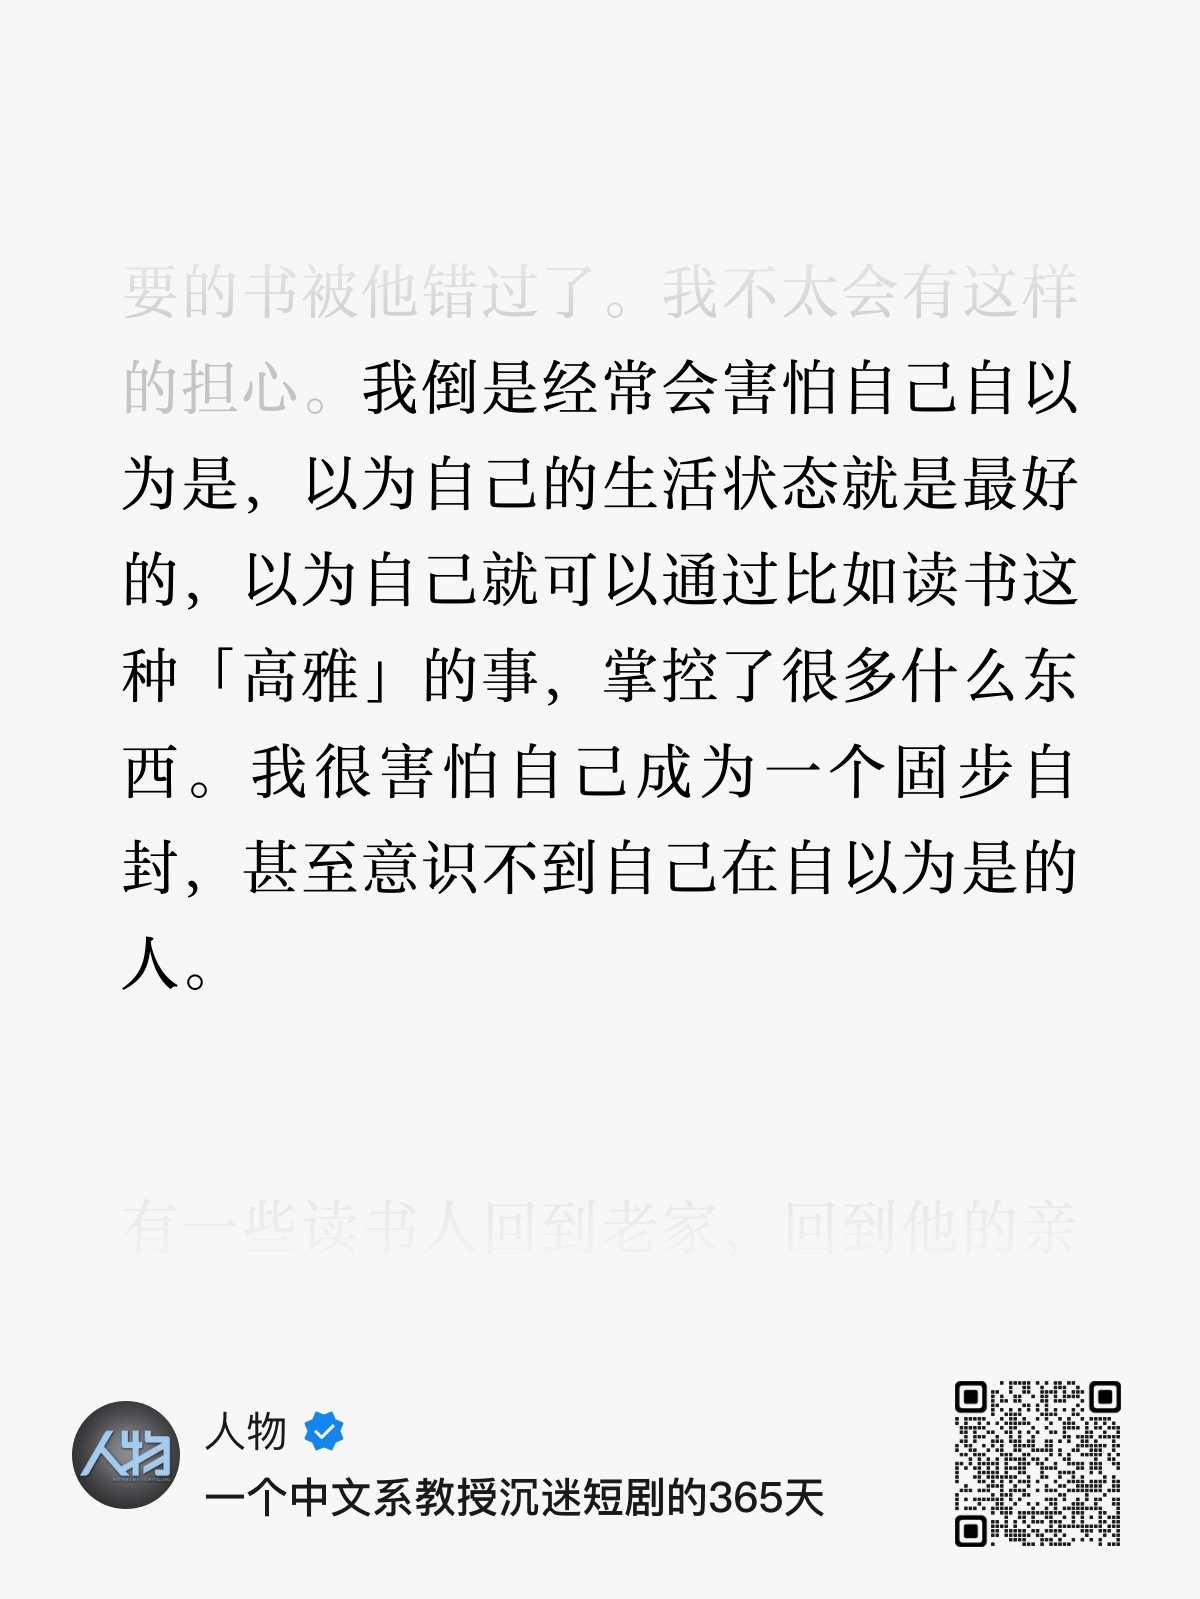 要的书被他错过了。我不太会有这样
的担心。我倒是经常会害怕自己自以
为是，以为自己的生活状态就是最好
的，以为自己就可以通过比如读书这
种「高雅」的事，掌控了很多什么东
西。我很害怕自己成为一个固步自
封，甚至意识不到自己在自以为是的
人。
有一些读书人回到老家，回到他的亲
人物
人物
一个中文系教授沉迷短剧的365天